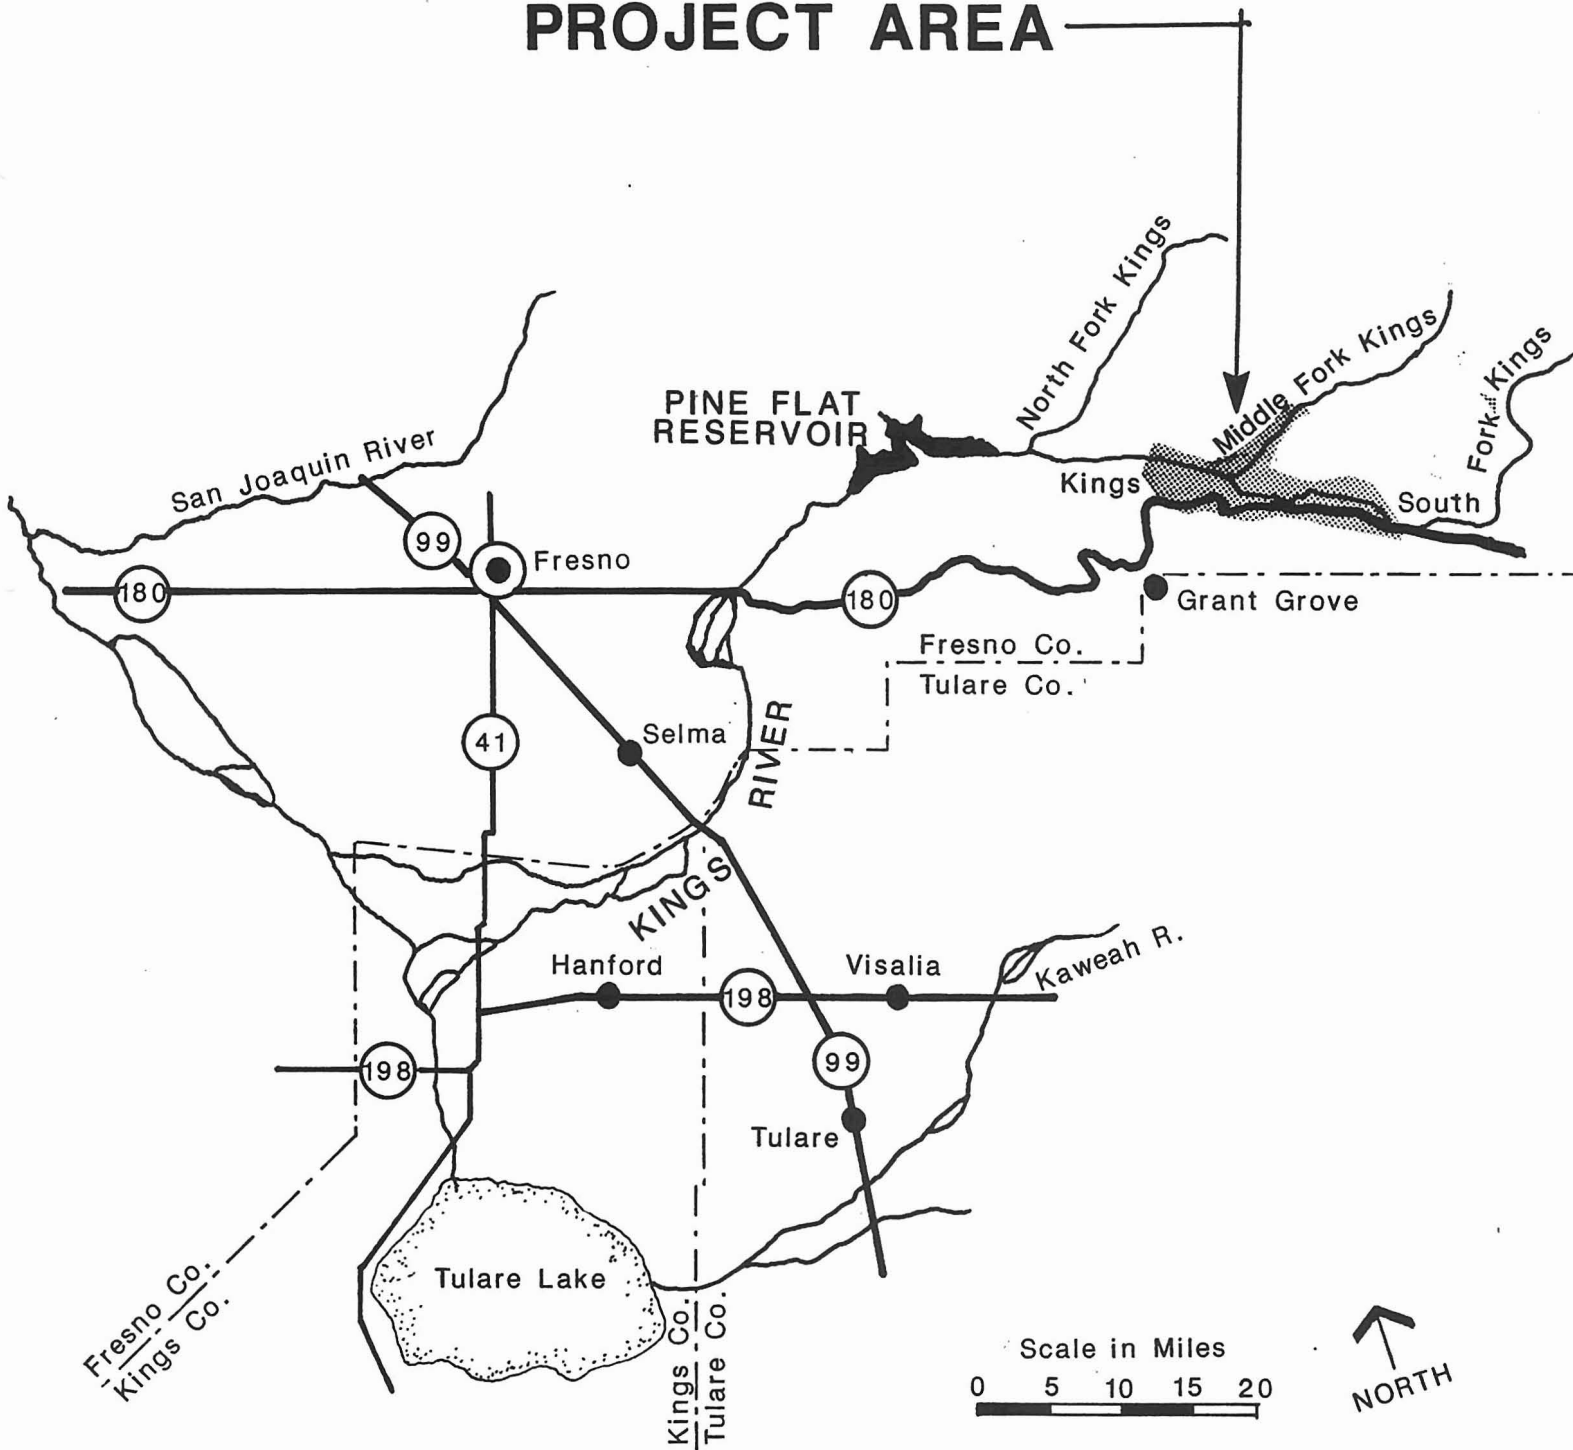 PROJECT AREA
North Fork Kings
Middle Fork Kings
Fork Kings
South
Kings
PINE FLAT
RESERVOIR
San Joaquin River
99
Fresno
180
180
Grant Grove
Fresno Co.
Tulare Co.
41
Selma
RIVER
KINGS
Hanford
198
Visalia
Kaweah R.
198
99
Tulare
Tulare Lake
Fresno Co.
Kings Co.
Kings Co.
Tulare Co.
Scale in Miles
0 5 10 15 20
NORTH